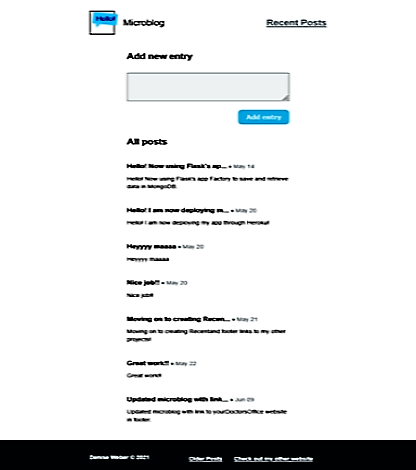 Hello!
Microblog
Recent Posts
Add new entry
Add entry
All posts
Hello! Now using Flask's ap... • May 14
Hello! Now using Flask's app Factory to save and retrieve
data in MongoDB.
Hello! I am now deploying m... • May 20
Hello! I am now deploying my app through Heroku!
Heyyyy maaaa • May 20
Heyyyy maaaa
Nice job!! • May 20
Nice job!!
Moving on to creating Recen... • May 21
Moving on to creating Recentand footer links to my other
projects!
Great work!! • May 22
Great work!!
Updated microblog with link... • Jun 09
Updated microblog with link to yourDoctorsOffice website
in footer.
Denise Weber © 2021
Older Posts
Check out my other website